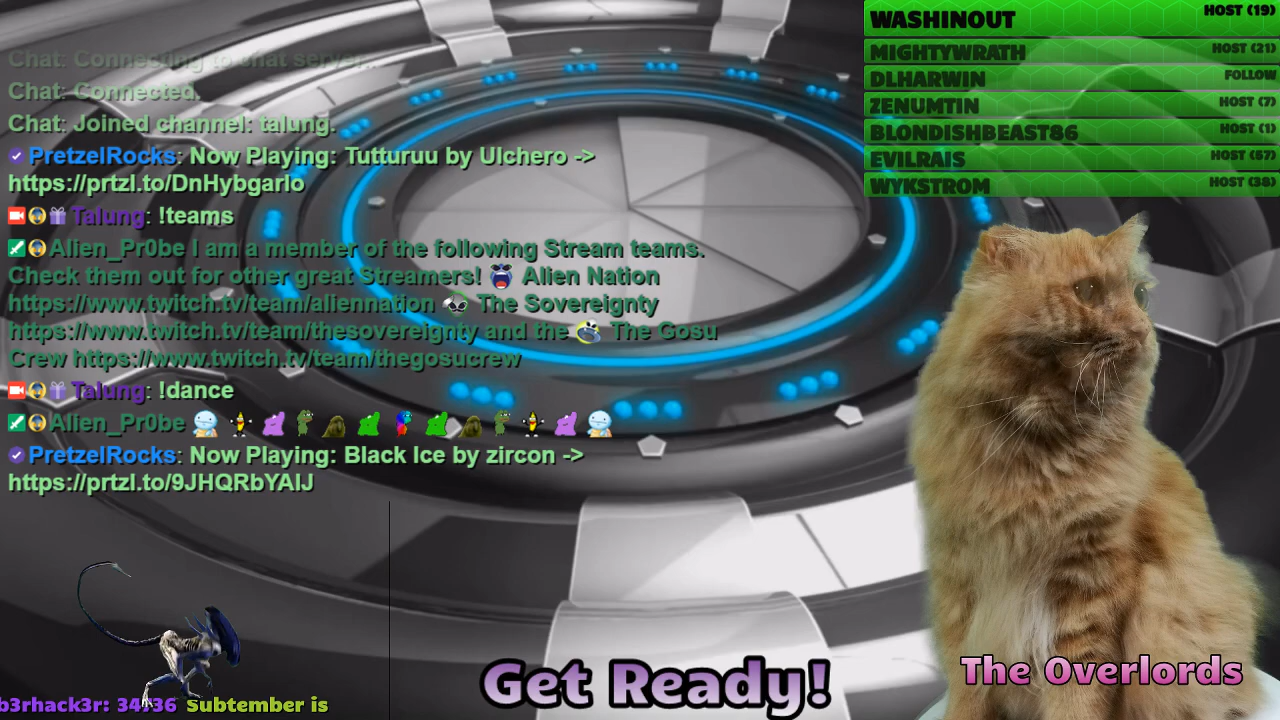 Chat: Connecting to chat server...
Chat: Connected.
Chat: Joined channel: talung.
PretzelRocks: Now Playing: Tutturuu by Ulchero ->
https://prtzl.to/DnHybgarlo
Talung: !teams
Alien_Pr0be I am a member of the following Stream teams.
Check them out for other great Streamers! Alien Nation
https://www.twitch.tv/team/aliennation The Sovereignty
https://www.twitch.tv/team/thesovereignty and the The Gosu
Crew https://www.twitch.tv/team/thegosucrew
Talung: !dance
Alien_Pr0be
PretzelRocks: Now Playing: Black Ice by zircon ->
https://prtzl.to/9JHQRbYAIJ
WASHINOUT HOST (19)
MIGHTYWRATH HOST (21)
DLHARWIN FOLLOW
ZENUMTIN HOST (7)
BLONDISHBEAST86 HOST (1)
EVILRAIS HOST (57)
WYKSTROM HOST (38)
Get Ready!
The Overlords
b3rhack3r: Subtember is